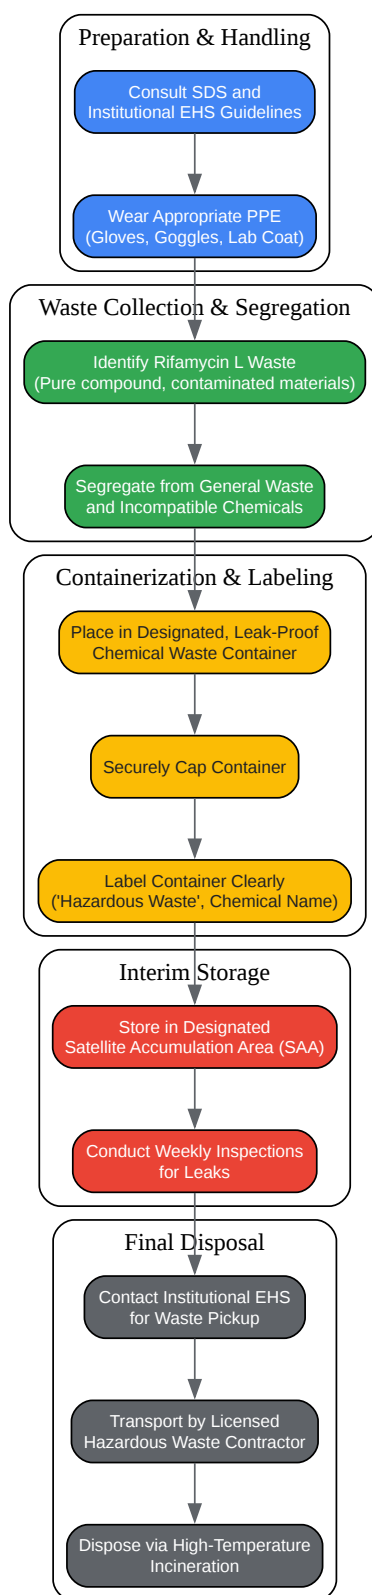 Preparation & Handling
Consult SDS and
Institutional EHS Guidelines
Wear Appropriate PPE
(Gloves, Goggles, Lab Coat)
Waste Collection & Segregation
Identify Rifamycin L Waste
(Pure compound, contaminated materials)
Segregate from General Waste
and Incompatible Chemicals
Containerization & Labeling
Place in Designated, Leak-Proof
Chemical Waste Container
Securely Cap Container
Label Container Clearly
('Hazardous Waste', Chemical Name)
Interim Storage
Store in Designated
Satellite Accumulation Area (SAA)
Conduct Weekly Inspections
for Leaks
Final Disposal
Contact Institutional EHS
for Waste Pickup
Transport by Licensed
Hazardous Waste Contractor
Dispose via High-Temperature
Incineration